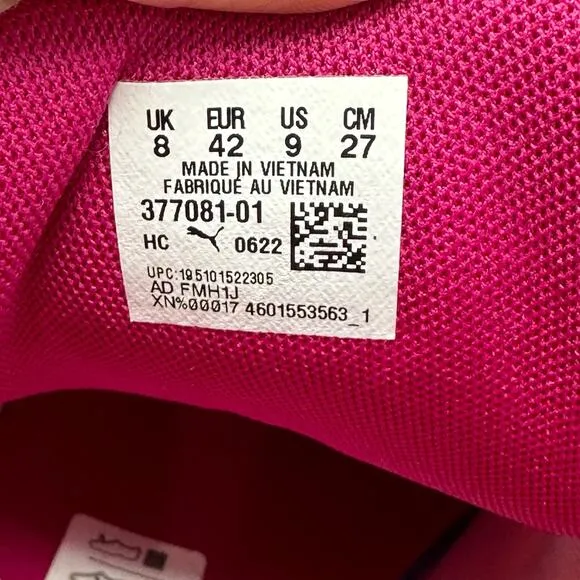 UK EUR US CM
8 42 9 27
MADE IN VIETNAM
FABRIQUÉ AU VIETNAM
377081-01
HC 0622
UPC:195101522305
AD FMH1J
XN%00017 4601553563_1